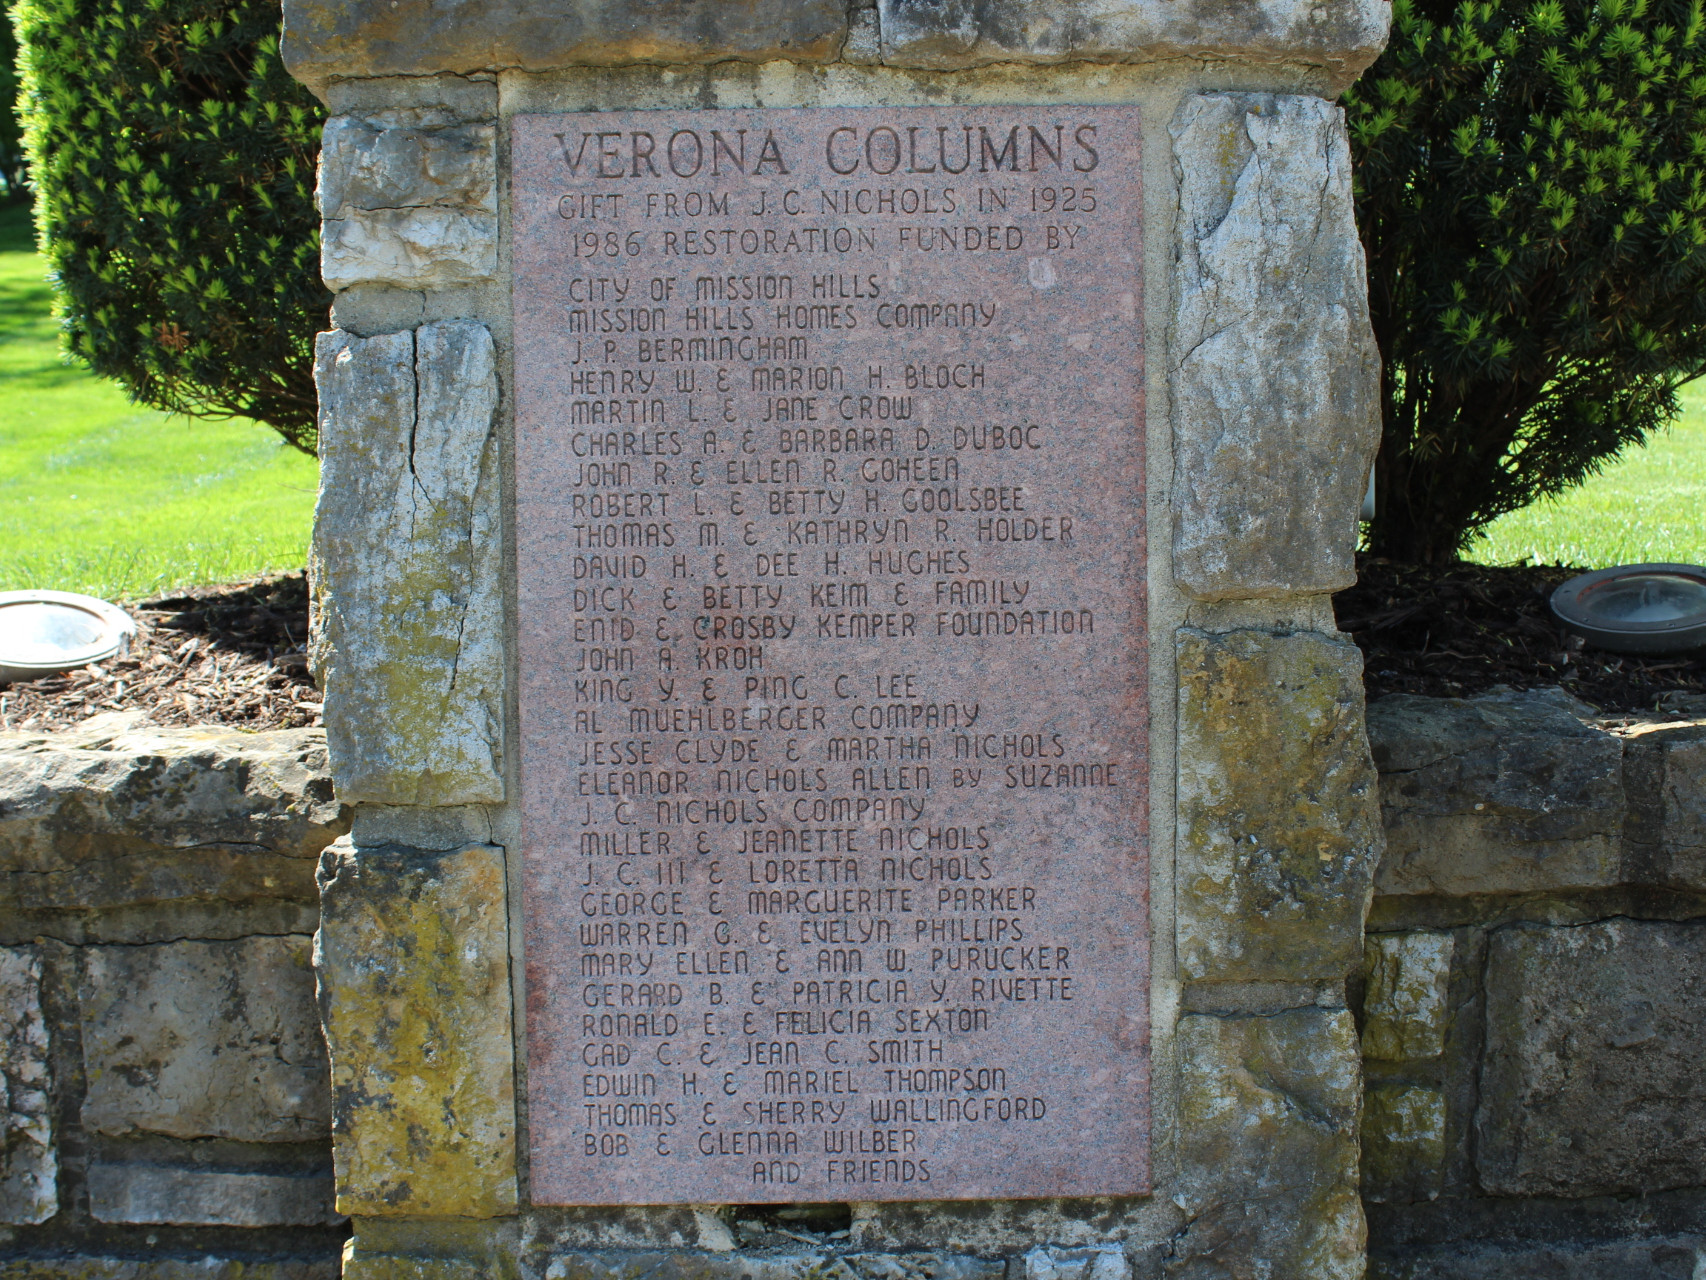 VERONA COLUMNS
GIFT FROM J. C. NICHOLS IN 1925
1986 RESTORATION FUNDED BY
CITY OF MISSION HILLS
MISSION HILLS HOMES COMPANY
J. P. BERMINGHAM
HENRY W. & MARION H. BLOCH
MARTIN L. & JANE CROW
CHARLES A. & BARBARA D. DUBOC
JOHN R. & ELLEN R. GOHEEN
ROBERT L. & BETTY H. GOOLSBEE
THOMAS M. & KATHRYN R. HOLDER
DAVID H. & DEE H. HUGHES
DICK & BETTY KEIM & FAMILY
ENID & CROSBY KEMPER FOUNDATION
JOHN A. KROH
KING Y. & PING C. LEE
AL MUEHLBERGER COMPANY
JESSE CLYDE & MARTHA NICHOLS
ELEANOR NICHOLS ALLEN BY SUZANNE
J. C. NICHOLS COMPANY
MILLER & JEANETTE NICHOLS
J. C. III & LORETTA NICHOLS
GEORGE & MARGUERITE PARKER
WARREN G. & EVELYN PHILLIPS
MARY ELLEN & ANN W. PURUCKER
GERARD B. & PATRICIA Y. RIVETTE
RONALD E. & FELICIA SEXTON
GAD C. & JEAN C. SMITH
EDWIN H. & MARIEL THOMPSON
THOMAS & SHERRY WALLINGFORD
BOB & GLENNA WILBER
AND FRIENDS